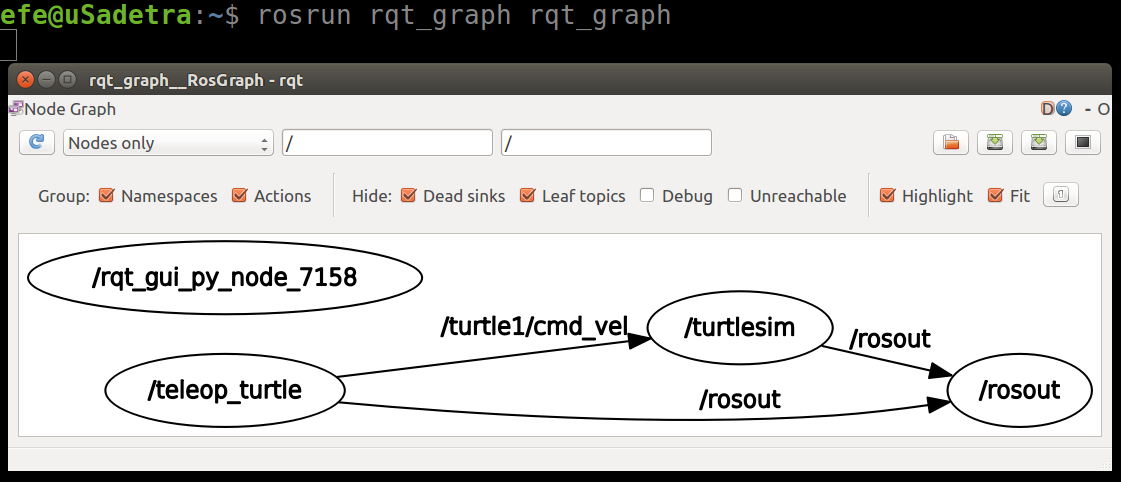 efe@uSadetra:~$ rosrun rqt_graph rqt_graph
rqt_graph__RosGraph - rqt
Node Graph D ? - O
Nodes only / /
Group: Namespaces Actions Hide: Dead sinks Leaf topics Debug Unreachable Highlight Fit
/rqt_gui_py_node_7158
/turtle1/cmd_vel
/turtlesim
/rosout
/teleop_turtle
/rosout
/rosout